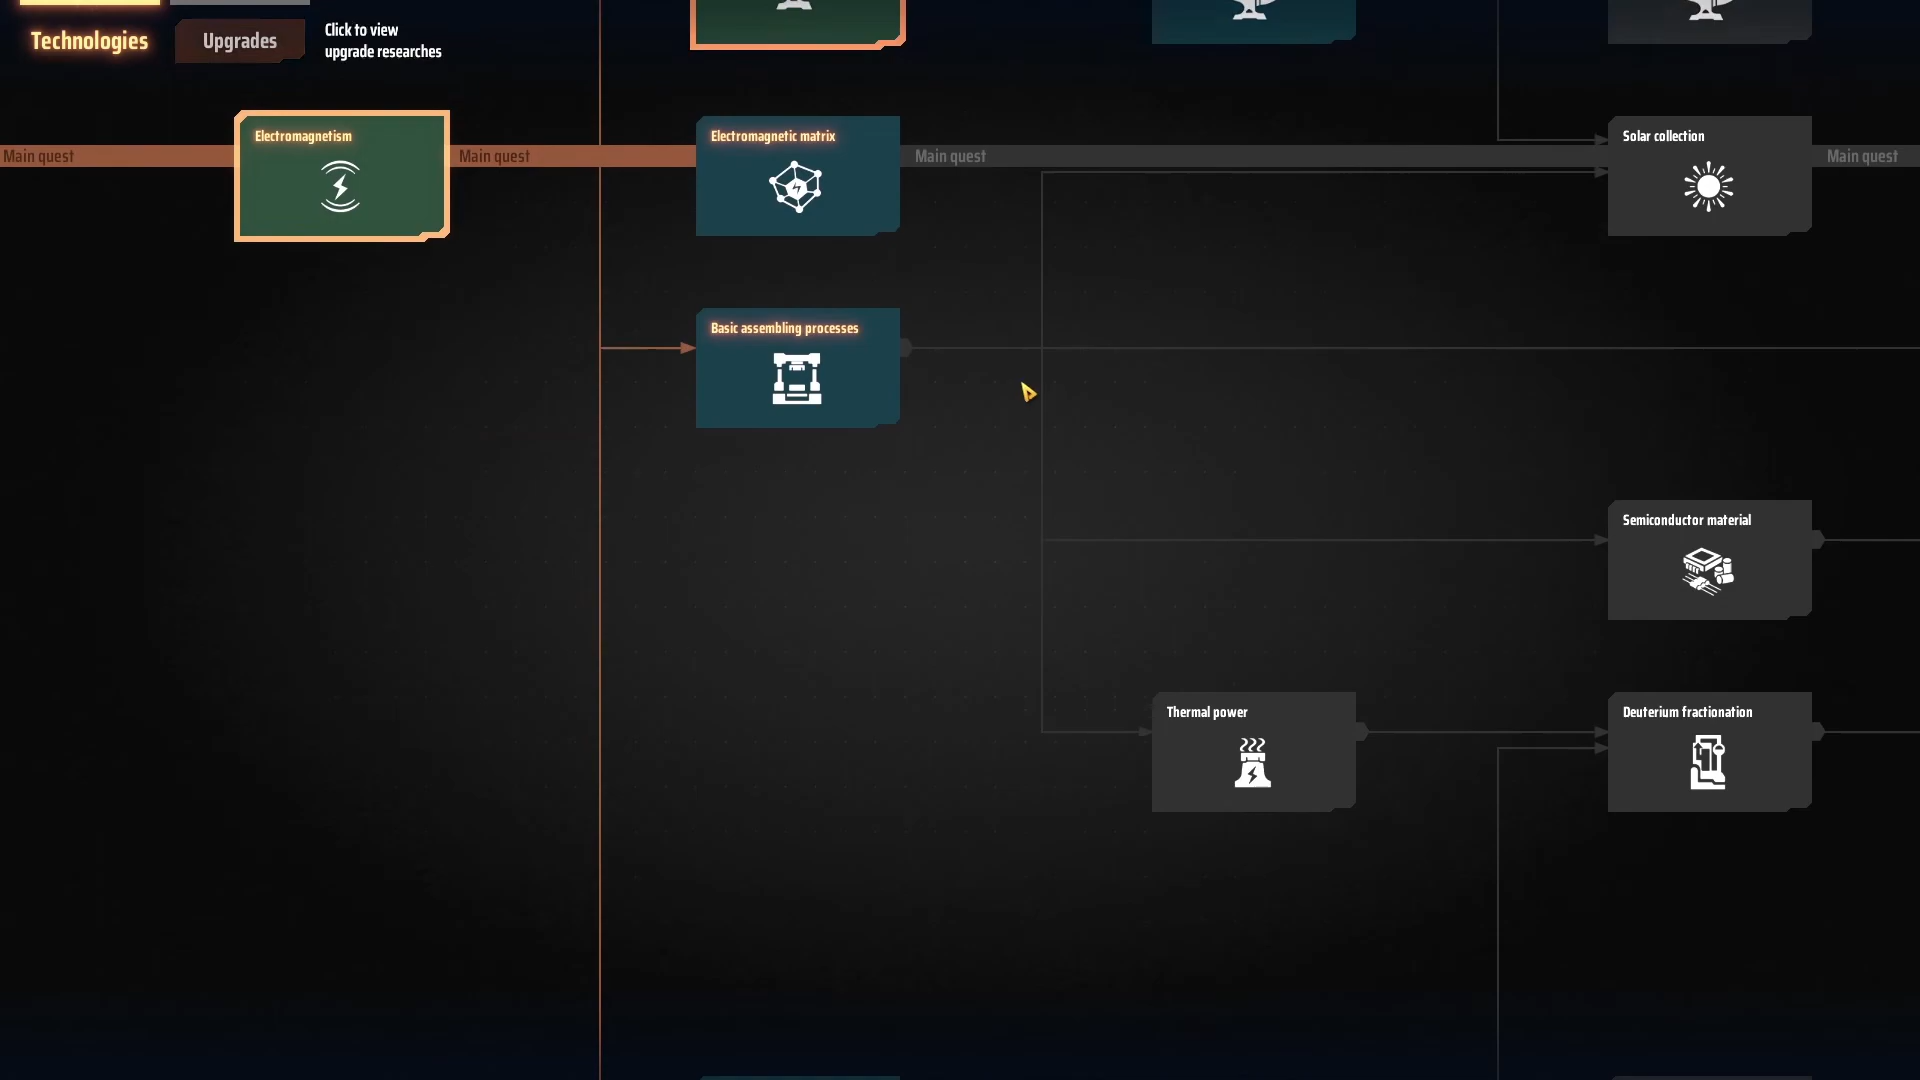 Technologies
Upgrades
Click to view
upgrade researches
Electromagnetism
Electromagnetic matrix
Solar collection
Main quest
Main quest
Main quest
Main quest
Basic assembling processes
Semiconductor material
Thermal power
Deuterium fractionation